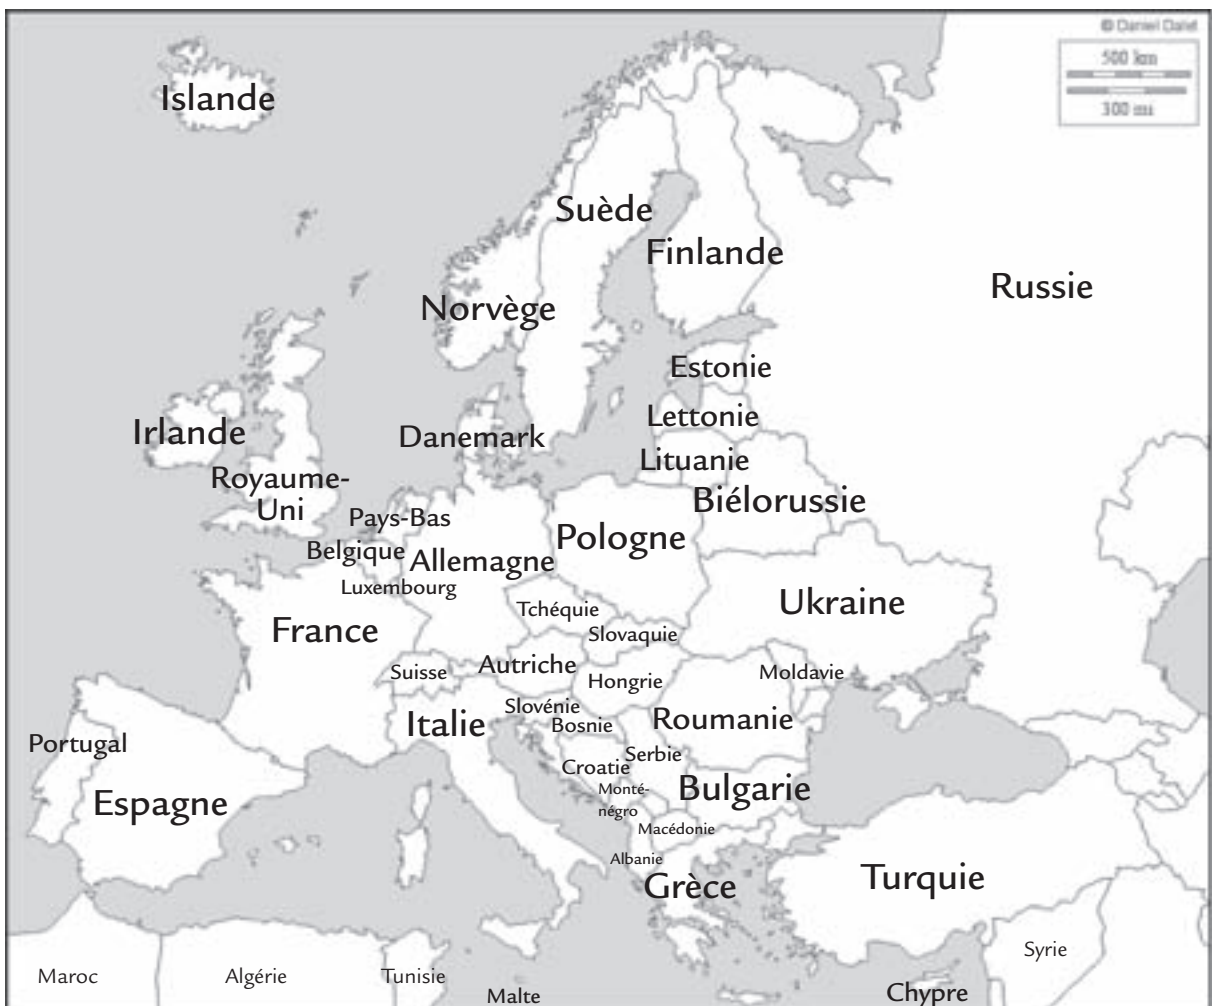 © Daniel Dalet
500 km
300 mi
Islande
Suède
Finlande
Russie
Norvège
Estonie
Lettonie
Irlande
Danemark
Lituanie
Royaume-
Uni
Biélorussie
Pays-Bas
Pologne
Belgique
Allemagne
Luxembourg
Ukraine
Tchéquie
France
Slovaquie
Suisse
Autriche
Moldavie
Hongrie
Slovénie
Italie
Bosnie
Roumanie
Portugal
Serbie
Croatie
Espagne
Monté-
négro
Bulgarie
Macédonie
Albanie
Grèce
Turquie
Syrie
Maroc
Algérie
Tunisie
Malte
Chypre